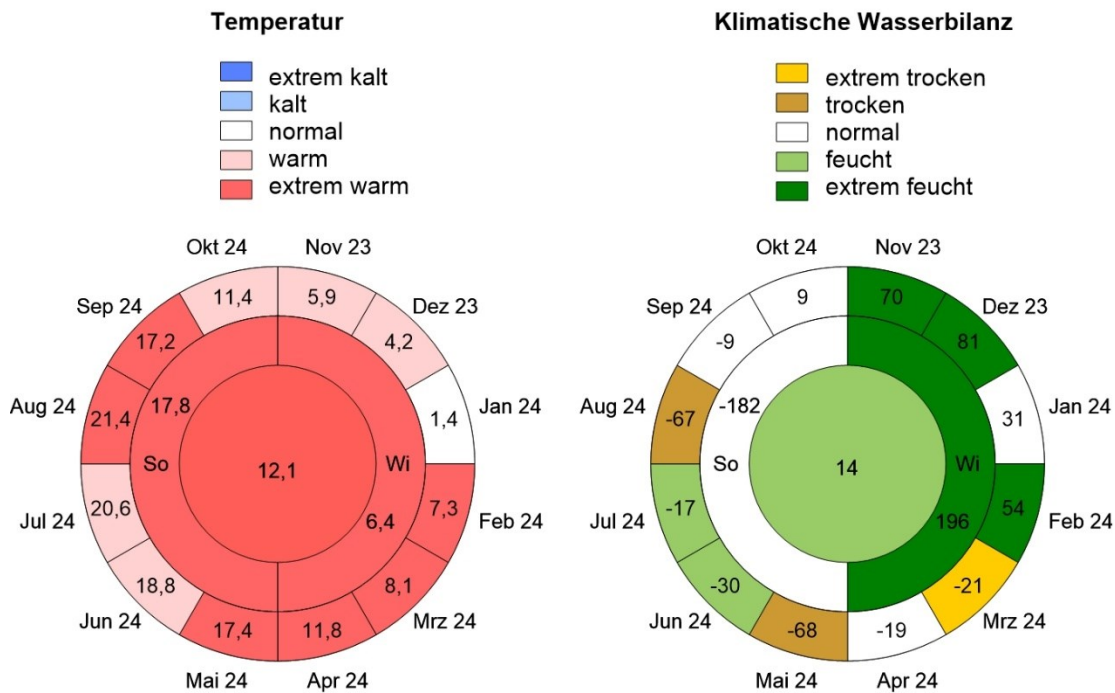 Temperatur
extrem kalt
kalt
normal
warm
extrem warm
Okt 24
Nov 23
Sep 24
11,4
5,9
Dez 23
17,2
4,2
Aug 24
21,4
17,8
1,4
Jan 24
So
12,1
Wi
Jul 24
20,6
6,4
7,3
Feb 24
Jun 24
18,8
8,1
Mrz 24
17,4
11,8
Mai 24
Apr 24
Klimatische Wasserbilanz
extrem trocken
trocken
normal
feucht
extrem feucht
Okt 24
Nov 23
Sep 24
9
70
Dez 23
-9
81
Aug 24
-67
-182
31
Jan 24
So
14
Wi
Jul 24
-17
196
54
Feb 24
Jun 24
-30
-21
Mrz 24
-68
-19
Mai 24
Apr 24